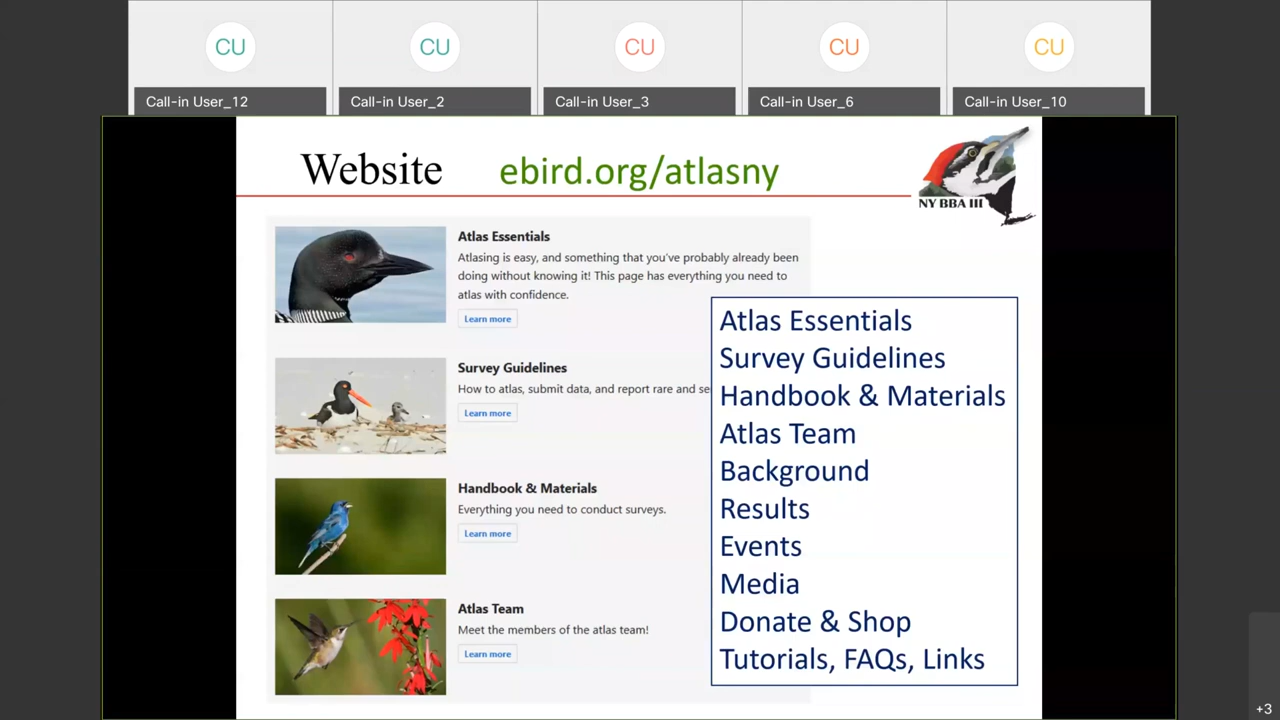 CU
CU
CU
CU
CU
Call-in User_12
Call-in User_2
Call-in User_3
Call-in User_6
Call-in User_10
Website
ebird.org/atlasny
NY BBA III
Atlas Essentials
Atlasing is easy, and something that you've probably already been
doing without knowing it! This page has everything you need to
atlas with confidence.
Learn more
Survey Guidelines
How to atlas, submit data, and report rare and se
Learn more
Handbook & Materials
Everything you need to conduct surveys.
Learn more
Atlas Team
Meet the members of the atlas team!
Learn more
Atlas Essentials
Survey Guidelines
Handbook & Materials
Atlas Team
Background
Results
Events
Media
Donate & Shop
Tutorials, FAQs, Links
+3